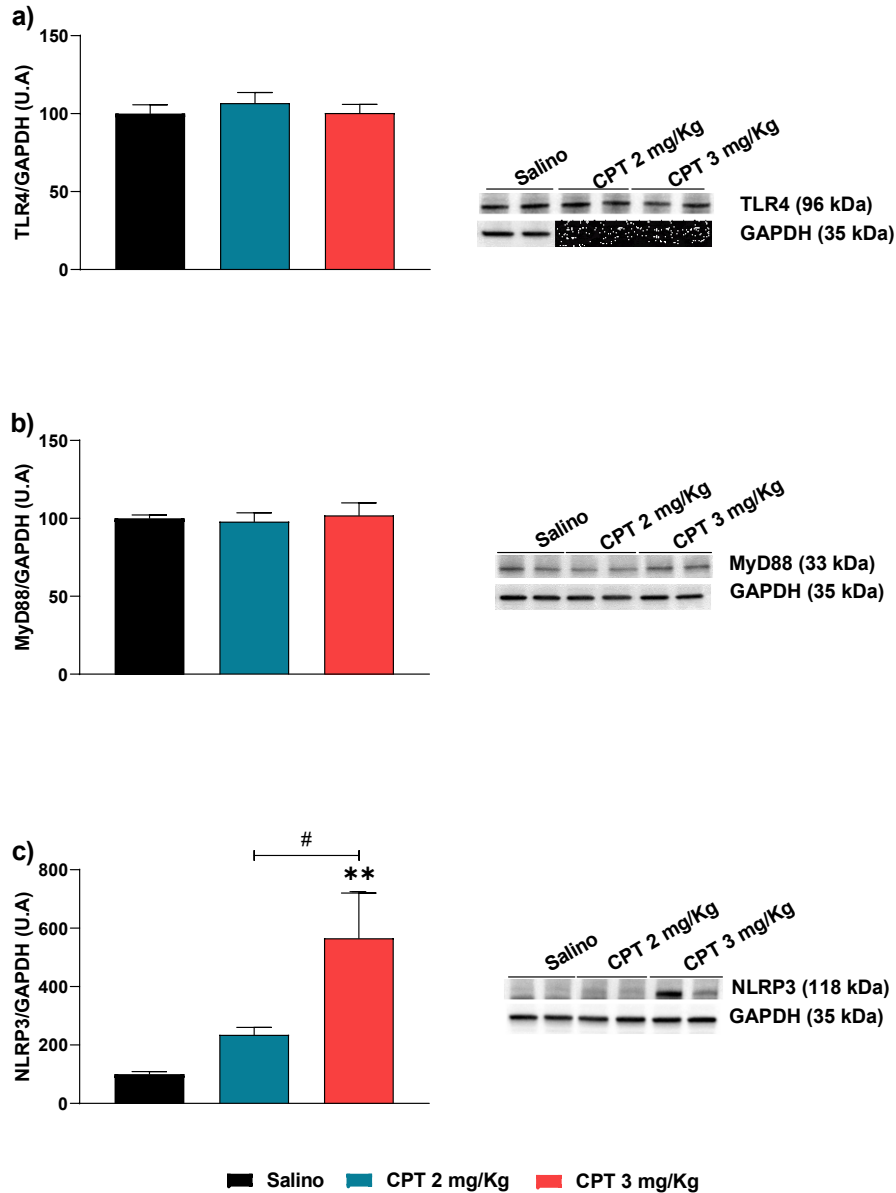 a)
TLR4/GAPDH (U.A)
150
100
50
0
Salino CPT 2 mg/Kg CPT 3 mg/Kg
TLR4 (96 kDa)
GAPDH (35 kDa)
b)
MyD88/GAPDH (U.A)
150
100
50
0
Salino CPT 2 mg/Kg CPT 3 mg/Kg
MyD88 (33 kDa)
GAPDH (35 kDa)
c)
NLRP3/GAPDH (U.A)
800
600
400
200
0
#
**
Salino CPT 2 mg/Kg CPT 3 mg/Kg
NLRP3 (118 kDa)
GAPDH (35 kDa)
Salino CPT 2 mg/Kg CPT 3 mg/Kg